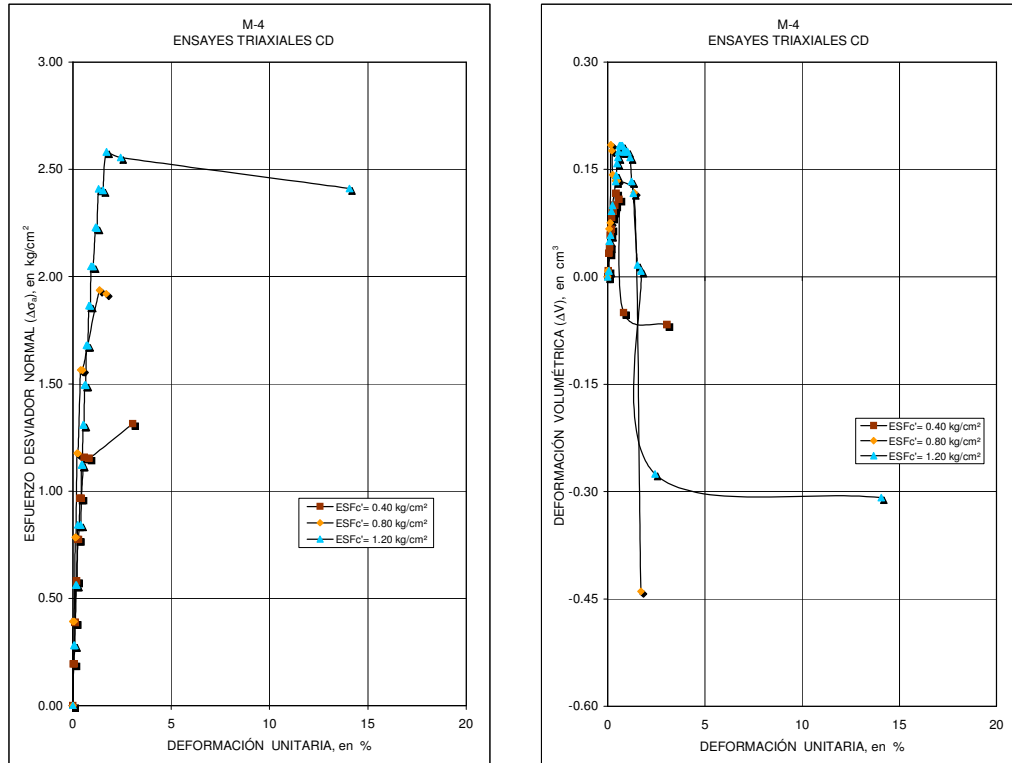 M-4
ENSAYES TRIAXIALES CD
ESFUERZO DESVIADOR NORMAL (Δσₐ), en kg/cm²
3.00
2.50
2.00
1.50
1.00
0.50
0.00
ESFc'= 0.40 kg/cm²
ESFc'= 0.80 kg/cm²
ESFc'= 1.20 kg/cm²
0 5 10 15 20
DEFORMACIÓN UNITARIA, en %
M-4
ENSAYES TRIAXIALES CD
DEFORMACIÓN VOLUMÉTRICA (ΔV), en cm³
0.30
0.15
0.00
-0.15
-0.30
-0.45
-0.60
ESFc'= 0.40 kg/cm²
ESFc'= 0.80 kg/cm²
ESFc'= 1.20 kg/cm²
0 5 10 15 20
DEFORMACIÓN UNITARIA, en %